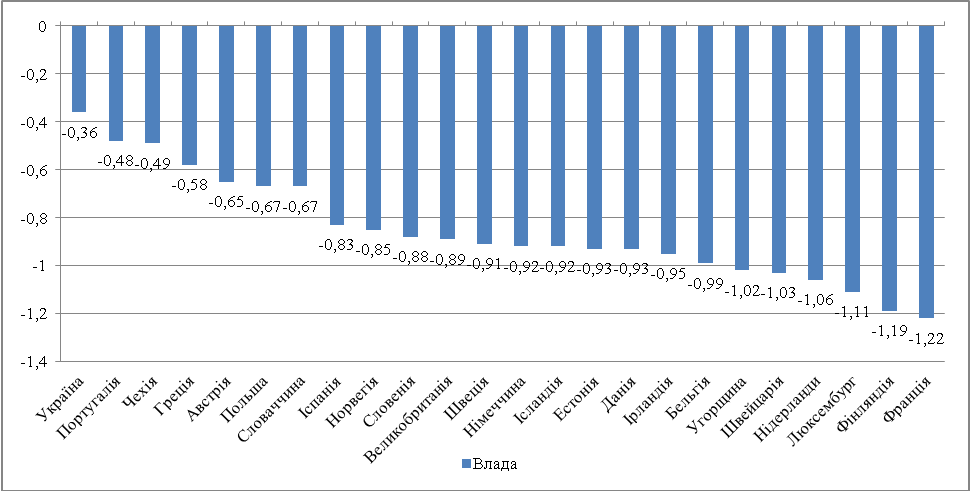 0
-0,2
-0,4
-0,6
-0,8
-1
-1,2
-1,4
-0,36
-0,48
-0,49
-0,58
-0,65
-0,67
-0,67
-0,83
-0,85
-0,88
-0,89
-0,91
-0,92
-0,92
-0,93
-0,93
-0,95
-0,99
-1,02
-1,03
-1,06
-1,11
-1,19
-1,22
Україна
Португалія
Чехія
Греція
Австрія
Польша
Словаччина
Іспанія
Норвегія
Словенія
Великобританія
Швеція
Німеччина
Ісландія
Естонія
Данія
Ірландія
Бельгія
Угорщина
Швейцарія
Нідерланди
Люксембург
Фінляндія
Франція
Влада